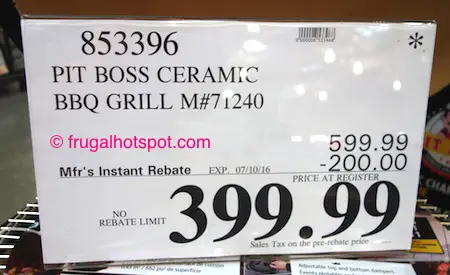 853396
*
PIT BOSS CERAMIC
BBQ GRILL M#71240
© frugalhotspot.com
599.99
Mfr's Instant Rebate EXP. 07/10/16 -200.00
PRICE AT REGISTER
NO
REBATE LIMIT
399.99
Sales Tax on the pre-rebate price
PIT
BOSS
Adjustable top and bottom dampers